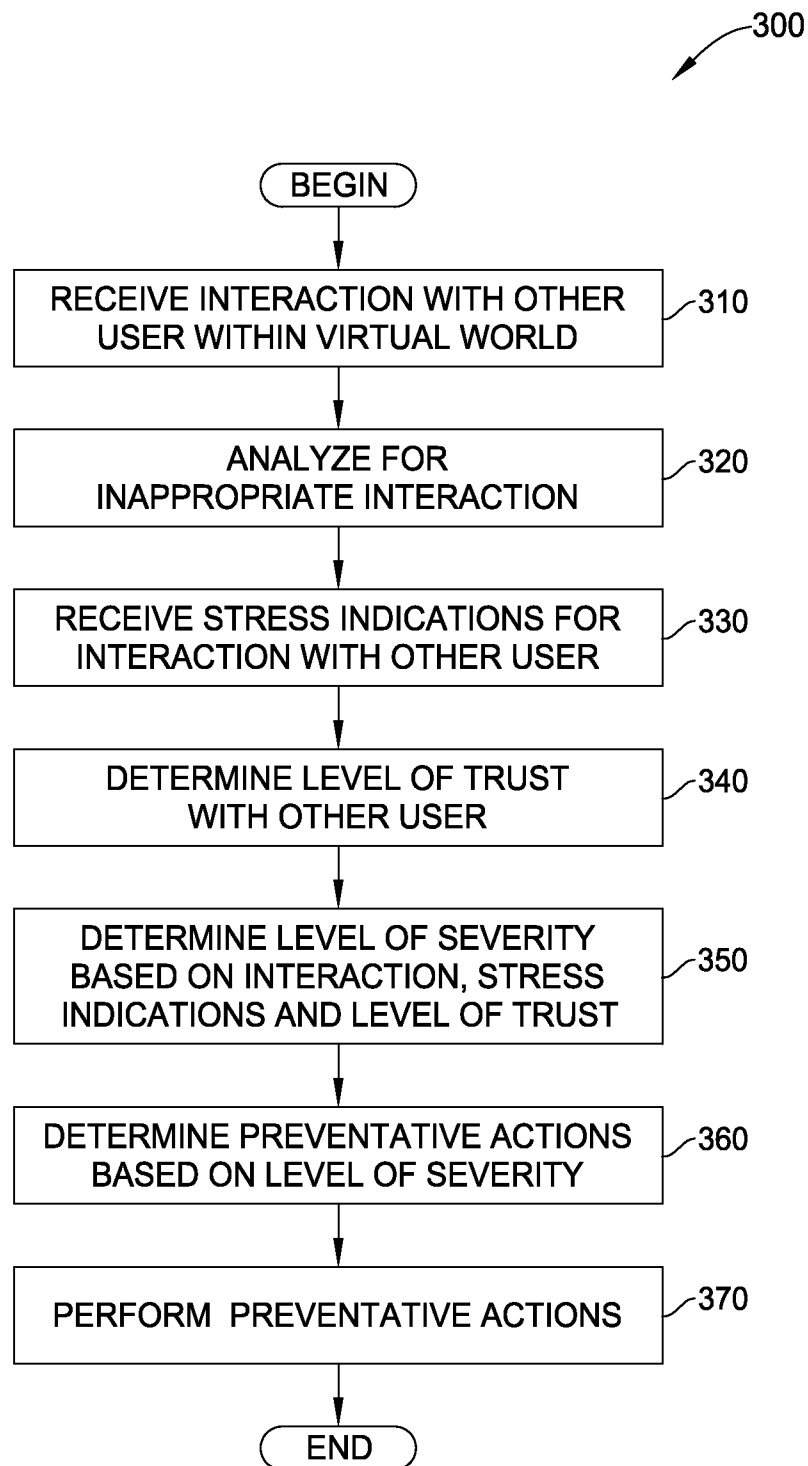 300
BEGIN
RECEIVE INTERACTION WITH OTHER
USER WITHIN VIRTUAL WORLD
310
ANALYZE FOR
INAPPROPRIATE INTERACTION
320
RECEIVE STRESS INDICATIONS FOR
INTERACTION WITH OTHER USER
330
DETERMINE LEVEL OF TRUST
WITH OTHER USER
340
DETERMINE LEVEL OF SEVERITY
BASED ON INTERACTION, STRESS
INDICATIONS AND LEVEL OF TRUST
350
DETERMINE PREVENTATIVE ACTIONS
BASED ON LEVEL OF SEVERITY
360
PERFORM PREVENTATIVE ACTIONS
370
END